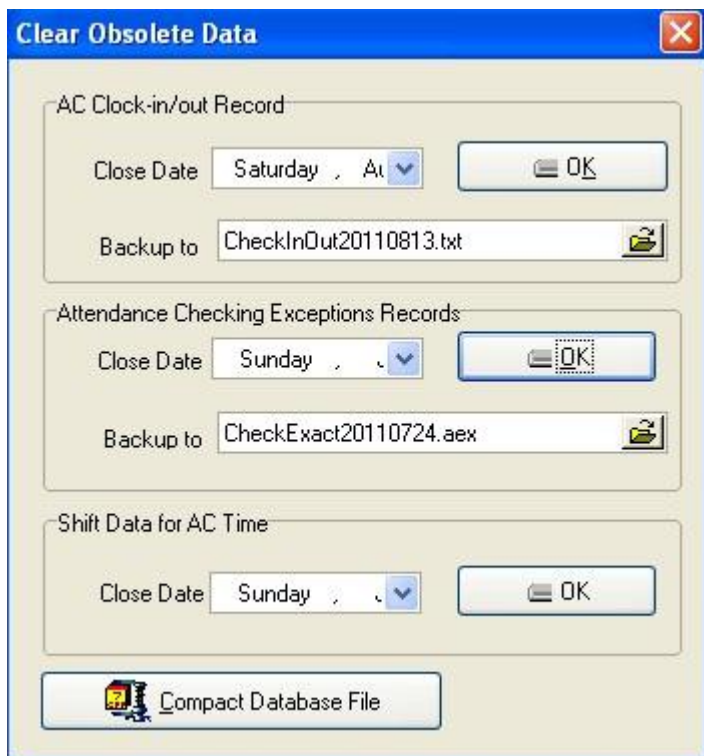 Clear Obsolete Data
AC Clock-in/out Record
Close Date Saturday , Au OK
Backup to CheckInOut20110813.txt
Attendance Checking Exceptions Records
Close Date Sunday , OK
Backup to CheckExact20110724.aex
Shift Data for AC Time
Close Date Sunday , OK
Compact Database File